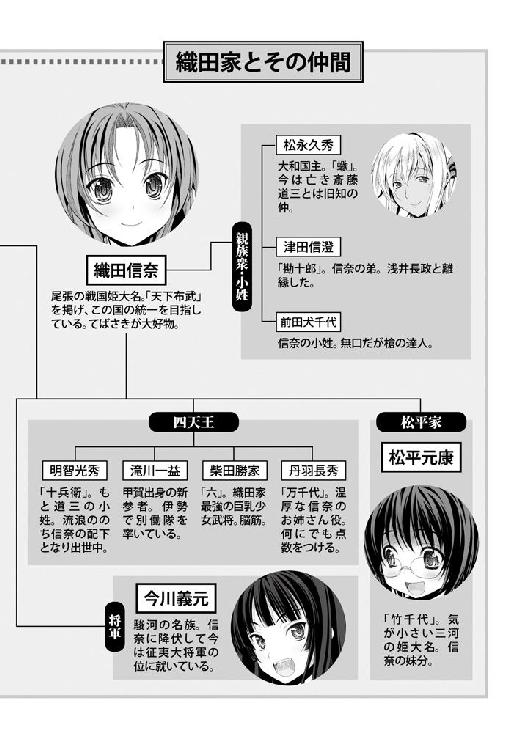 織田家とその仲間
織田信奈
尾張の戦国姫大名。「天下布武」
を掲げ、この国の統一を目指し
ている。てばさきが大好物。
親族衆・小姓
松永久秀
大和国主。「蠍」。
今は亡き斎藤
道三とは旧知の
仲。
津田信澄
「勘十郎」。信奈の弟。浅井長政と離
縁した。
前田犬千代
信奈の小姓。無口だが槍の達人。
四天王
明智光秀
「十兵衛」。も
と道三の小
姓。流浪のの
ち信奈の配下
となり出世中。
滝川一益
甲賀出身の新
参者。伊勢
で別働隊を
率いている。
柴田勝家
「六」。織田家
最強の巨乳少
女武将。脳筋。
丹羽長秀
「万千代」。温
厚な信奈の
お姉さん役。
何にでも点
数をつける。
松平家
松平元康
「竹千代」。気
が小さい三河
の姫大名。信
奈の妹分。
将軍
今川義元
駿河の名族。信
奈に降伏して今
は征夷大将軍の
位に就いている。